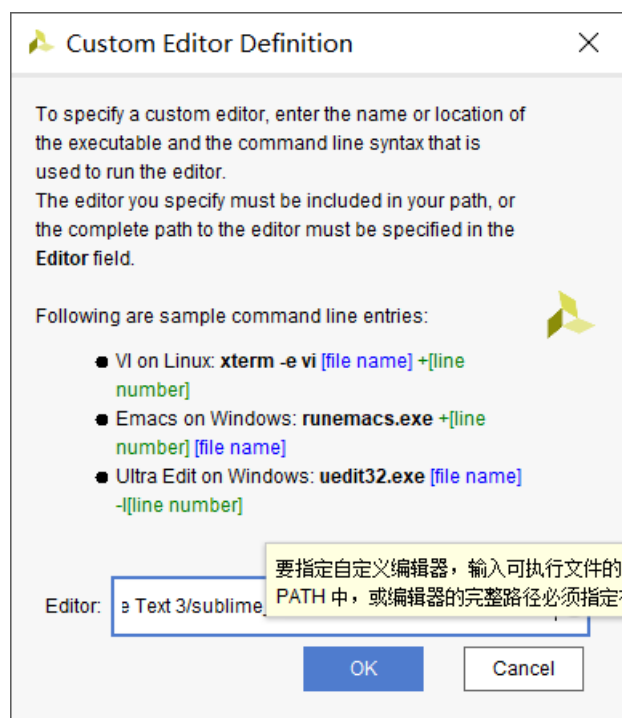 Custom Editor Definition
To specify a custom editor, enter the name or location of
the executable and the command line syntax that is
used to run the editor.
The editor you specify must be included in your path, or
the complete path to the editor must be specified in the
Editor field.
Following are sample command line entries:
VI on Linux: xterm -e vi [file name] +[line
number]
Emacs on Windows: runemacs.exe +[line
number] [file name]
Ultra Edit on Windows: uedit32.exe [file name]
-l[line number]
要指定自定义编辑器，输入可执行文件的
PATH 中，或编辑器的完整路径必须指定
Editor: e Text 3/sublime_
OK Cancel